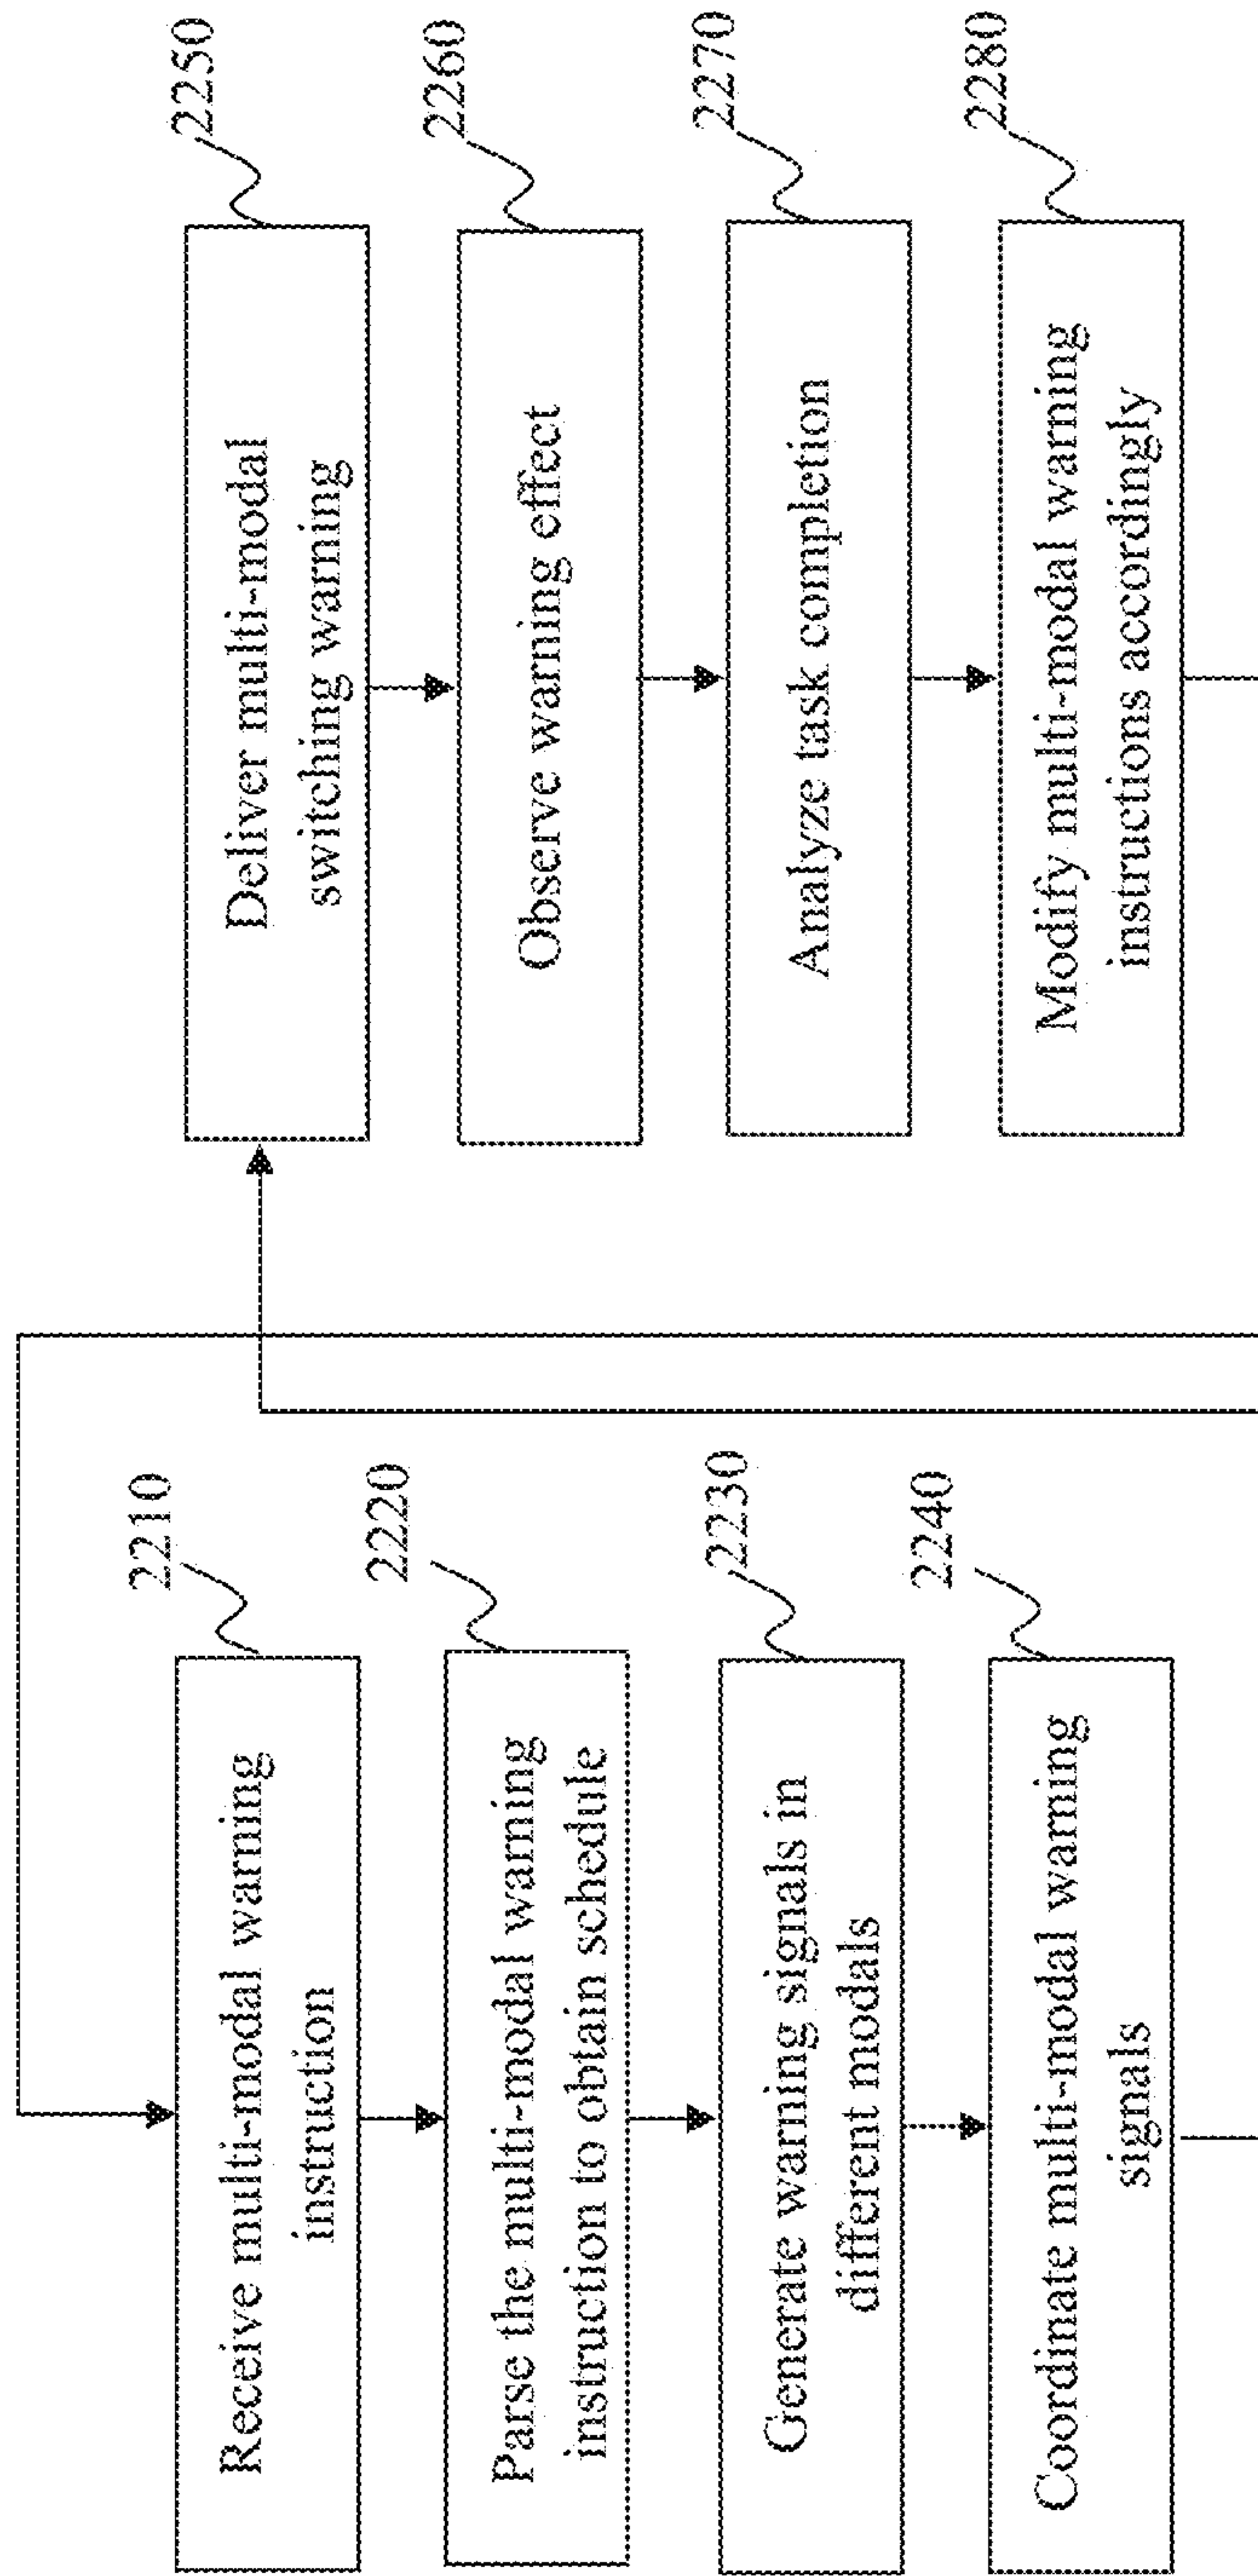 2210
Receive multi-modal warning
instruction
2220
Parse the multi-modal warning
instruction to obtain schedule
2230
Generate warning signals in
different modals
2240
Coordinate multi-modal warning
signals
2250
Deliver multi-modal
switching warning
2260
Observe warning effect
2270
Analyze task completion
2280
Modify multi-modal warning
instructions accordingly